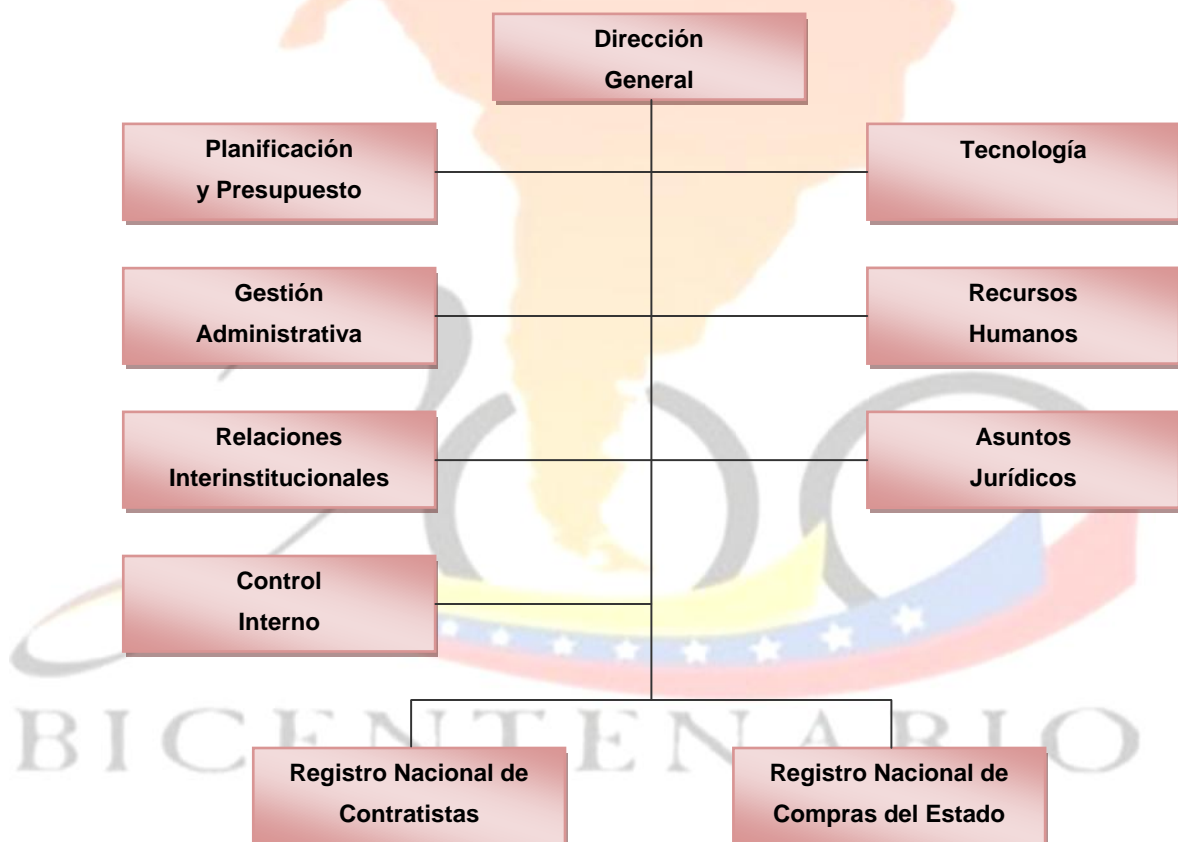 Dirección
General
Planificación
y Presupuesto
Tecnología
Gestión
Administrativa
Recursos
Humanos
Relaciones
Interinstitucionales
Asuntos
Jurídicos
Control
Interno
BICENTENARIO
Registro Nacional de
Contratistas
Registro Nacional de
Compras del Estado